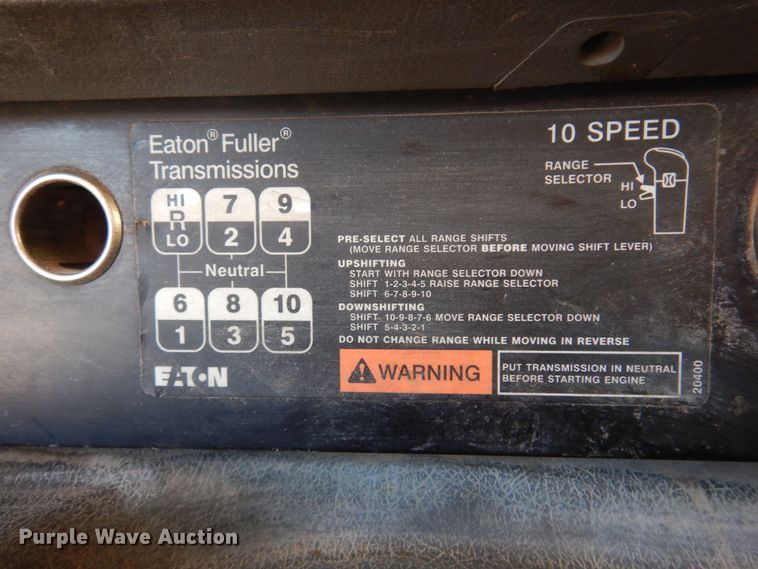 Eaton® Fuller®
Transmissions
10 SPEED
RANGE
SELECTOR
HI
LO
HI
R
LO
7
2
9
4
Neutral
6
1
8
3
10
5
PRE-SELECT ALL RANGE SHIFTS
(MOVE RANGE SELECTOR BEFORE MOVING SHIFT LEVER)
UPSHIFTING
START WITH RANGE SELECTOR DOWN
SHIFT 1-2-3-4-5 RAISE RANGE SELECTOR
SHIFT 6-7-8-9-10
DOWNSHIFTING
SHIFT 10-9-8-7-6 MOVE RANGE SELECTOR DOWN
SHIFT 5-4-3-2-1
DO NOT CHANGE RANGE WHILE MOVING IN REVERSE
WARNING
PUT TRANSMISSION IN NEUTRAL
BEFORE STARTING ENGINE
20400
EATON
Purple Wave Auction